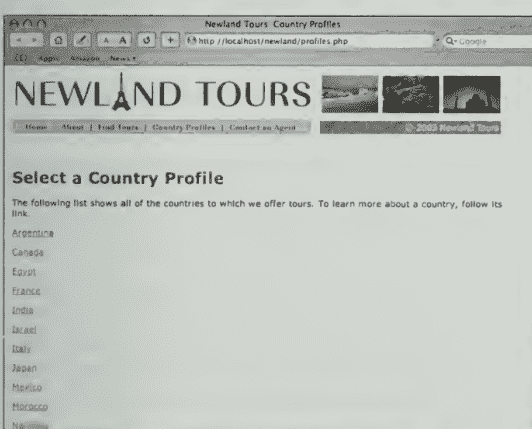 Newland Tours Country Profiles
http://localhost/newland/profiles.php
Google
Apple Amazon News
NEWLAND TOURS
Home | About | Find Tours | Country Profiles | Contact an Agent
© 2003 Newland Tours
Select a Country Profile
The following list shows all of the countries to which we offer tours. To learn more about a country, follow its
link.
Argentina
Canada
Egypt
France
India
Israel
Italy
Japan
Mexico
Morocco